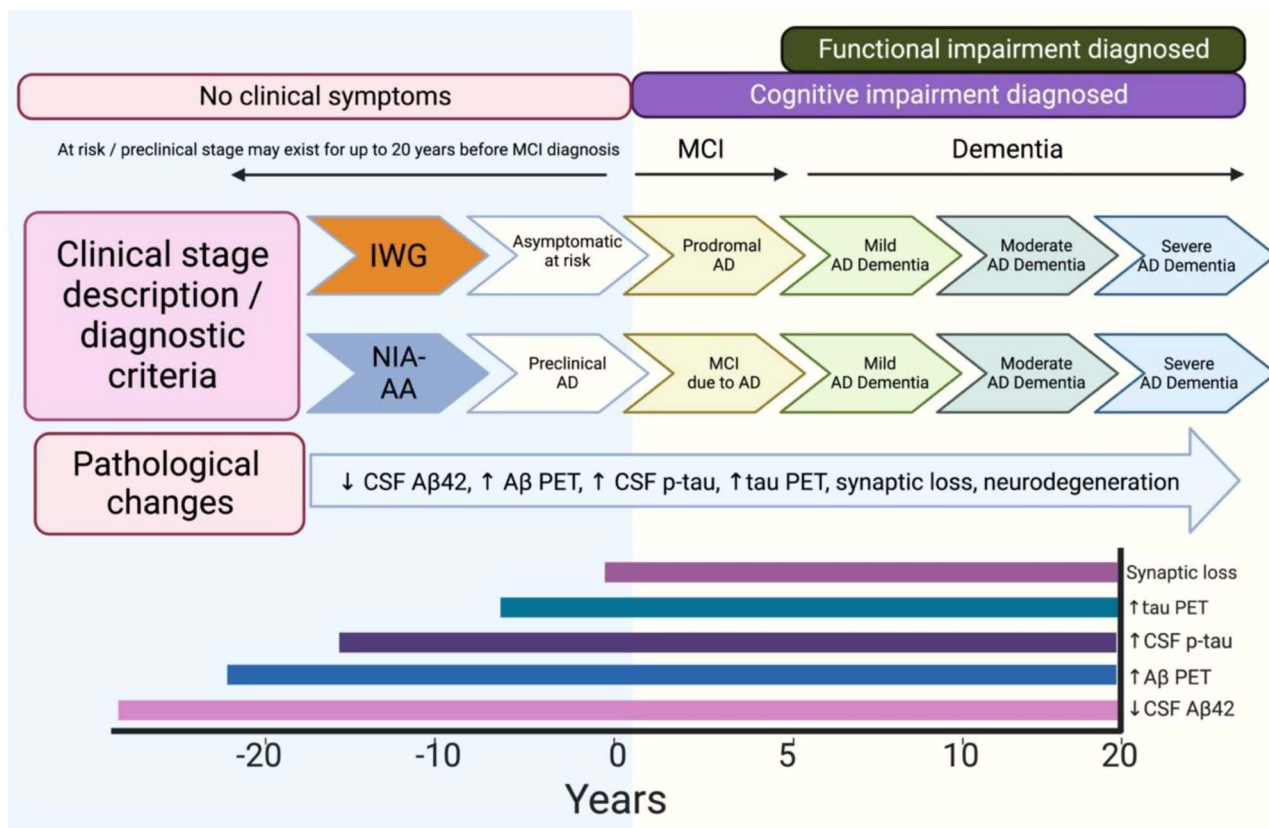 Functional impairment diagnosed
No clinical symptoms
Cognitive impairment diagnosed
At risk / preclinical stage may exist for up to 20 years before MCI diagnosis
MCI
Dementia
Clinical stage
description /
diagnostic
criteria
IWG
Asymptomatic
at risk
Prodromal
AD
Mild
AD Dementia
Moderate
AD Dementia
Severe
AD Dementia
NIA-
AA
Preclinical
AD
MCI
due to AD
Mild
AD Dementia
Moderate
AD Dementia
Severe
AD Dementia
Pathological
changes
↓ CSF Aβ42, ↑ Aβ PET, ↑ CSF p-tau, ↑tau PET, synaptic loss, neurodegeneration
Synaptic loss
↑tau PET
↑CSF p-tau
↑Aβ PET
↓CSF Aβ42
-20 -10 0 5 10 20
Years